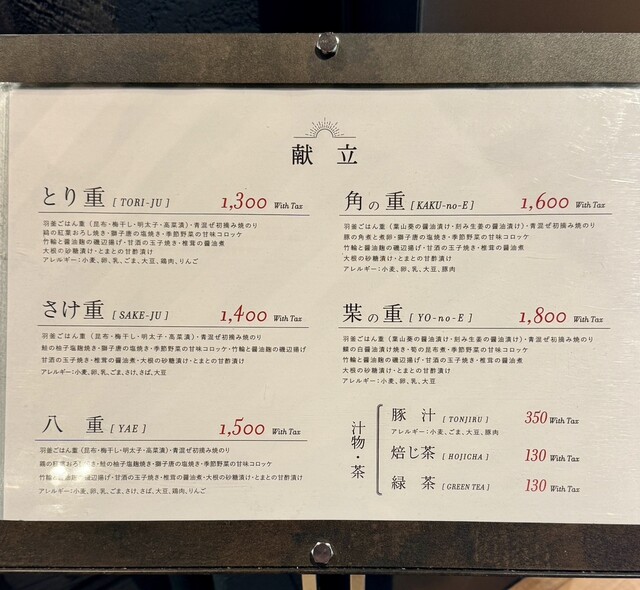 献立
とり重 [ TORI-JU ] 1,300 With Tax
羽釜ごはん重（昆布・梅干し・明太子・高菜漬）・青混ぜ初摘み焼のり
鶏の紅葉おろし焼き・獅子唐の塩焼き・季節野菜の甘味コロッケ
竹輪と醤油麹の磯辺揚げ・甘酒の玉子焼き・椎茸の醤油煮
大根の砂糖漬け・とまとの甘酢漬け
アレルギー：小麦、卵、乳、ごま、大豆、鶏肉、りんご
さけ重 [ SAKE-JU ] 1,400 With Tax
羽釜ごはん重（昆布・梅干し・明太子・高菜漬）・青混ぜ初摘み焼のり
鮭の柚子塩麹焼き・獅子唐の塩焼き・季節野菜の甘味コロッケ・竹輪と醤油麹の磯辺揚げ
甘酒の玉子焼き・椎茸の醤油煮・大根の砂糖漬け・とまとの甘酢漬け
アレルギー：小麦、卵、乳、ごま、さけ、さば、大豆
八重 [ YAE ] 1,500 With Tax
羽釜ごはん重（昆布・梅干し・明太子・高菜漬）・青混ぜ初摘み焼のり
鶏の紅葉おろし焼き・鮭の柚子塩麹焼き・獅子唐の塩焼き・季節野菜の甘味コロッケ
竹輪と醤油麹の磯辺揚げ・甘酒の玉子焼き・椎茸の醤油煮・大根の砂糖漬け・とまとの甘酢漬け
アレルギー：小麦、卵、乳、ごま、さけ、さば、大豆、鶏肉、りんご
角の重 [ KAKU-no-E ] 1,600 With Tax
羽釜ごはん重（葉山葵の醤油漬け・刻み生姜の醤油漬け）・青混ぜ初摘み焼のり
豚の角煮と煮卵・獅子唐の塩焼き・季節野菜の甘味コロッケ
竹輪と醤油麹の磯辺揚げ・甘酒の玉子焼き・椎茸の醤油煮
大根の砂糖漬け・とまとの甘酢漬け
アレルギー：小麦、卵、乳、大豆、豚肉
の重 [ YO-no-E ] 1,800 With Tax
羽釜ごはん重（葉山葵の醤油漬け・刻み生姜の醤油漬け）・青混ぜ初摘み焼のり
の白醤油漬け焼き・筍の昆布煮・季節野菜の甘味コロッケ
竹輪と醤油麹の磯辺揚げ・甘酒の玉子焼き・椎茸の醤油煮
大根の砂糖漬け・とまとの甘酢漬け
アレルギー：小麦、卵、乳、大豆
汁物・茶
豚汁 [ TONJIRU ] 350 With Tax
アレルギー：小麦、ごま、大豆、豚肉
焙じ茶 [ HOJICHA ] 130 With Tax
緑茶 [ GREEN TEA ] 130 With Tax